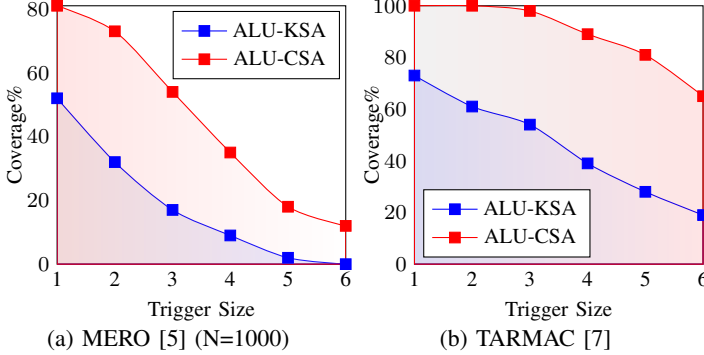 80
60
40
20
0
Coverage%
ALU-KSA
ALU-CSA
1 2 3 4 5 6
Trigger Size
(a) MERO [5] (N=1000)
100
80
60
40
20
0
Coverage%
ALU-KSA
ALU-CSA
1 2 3 4 5 6
Trigger Size
(b) TARMAC [7]